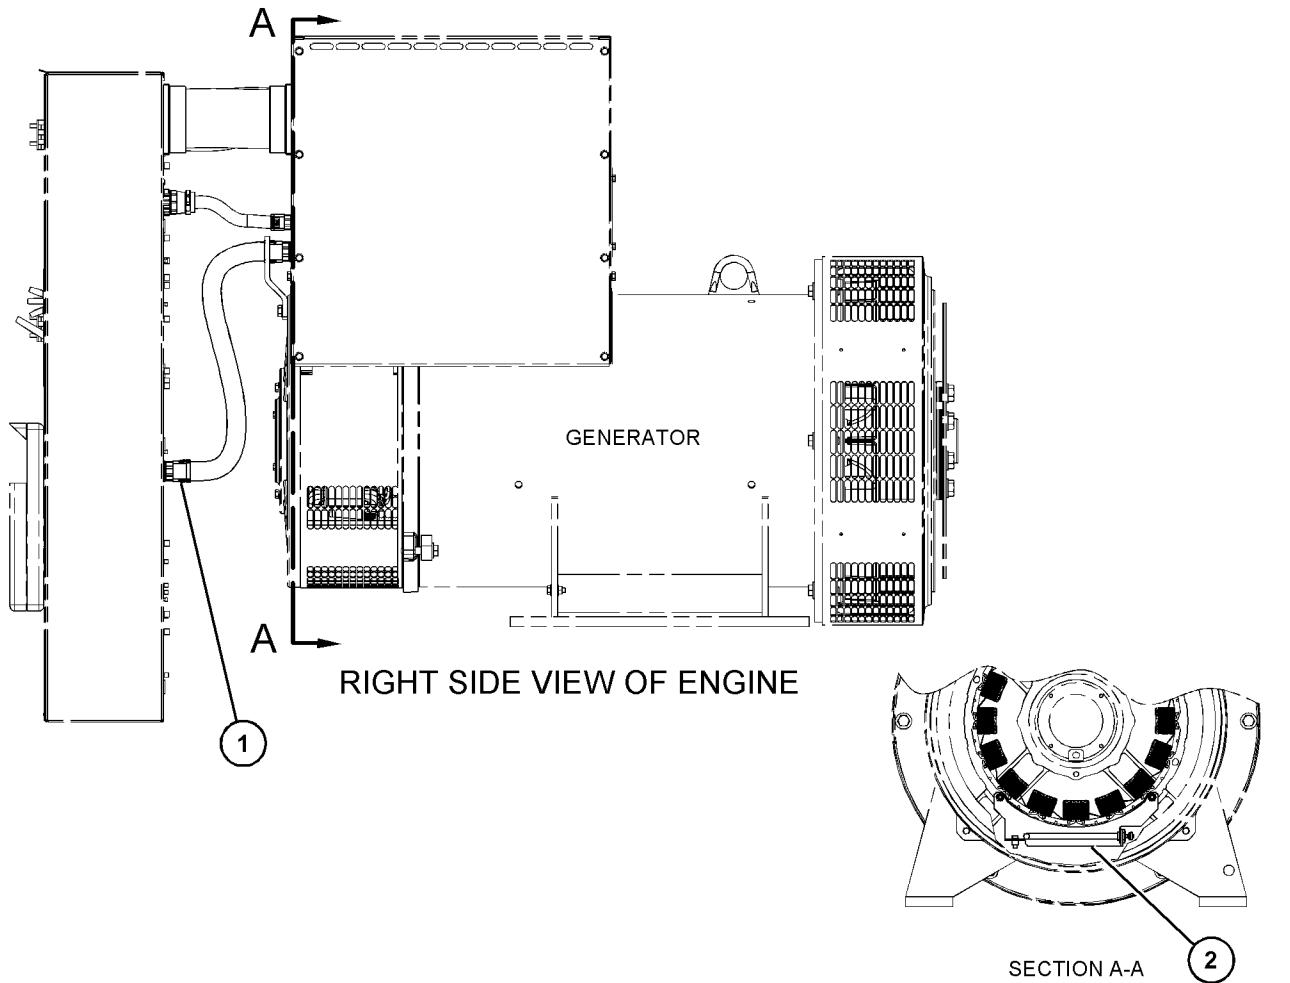 A
GENERATOR
A
RIGHT SIDE VIEW OF ENGINE
1
2
SECTION A-A